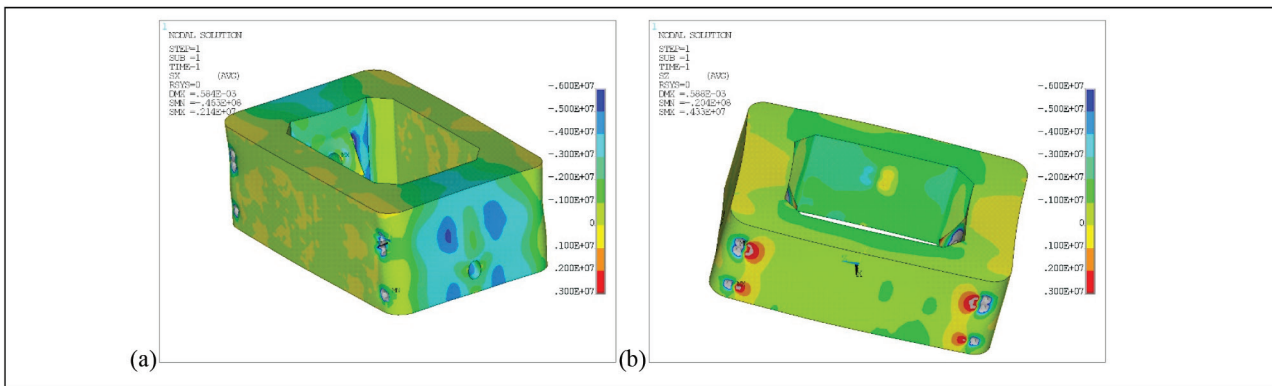 1
NODAL SOLUTION
STEP=1
SUB =1
TIME=1
SX (AVG)
RSYS=0
DMX =.584E-03
SMN
SMX =.214E+07
-.600E+07
-.500E+07
-.400E+07
-.300E+07
-.200E+07
-.100E+07
0
.100E+07
.200E+07
.300E+07
MX
MN
(a)
1
NODAL SOLUTION
STEP=1
SUB =1
TIME=1
SZ (AVG)
RSYS=0
DMX
SMN =-.204E+08
SMX =.433E+07
-.600E+07
-.500E+07
-.400E+07
-.300E+07
-.200E+07
-.100E+07
0
.100E+07
.200E+07
.300E+07
(b)